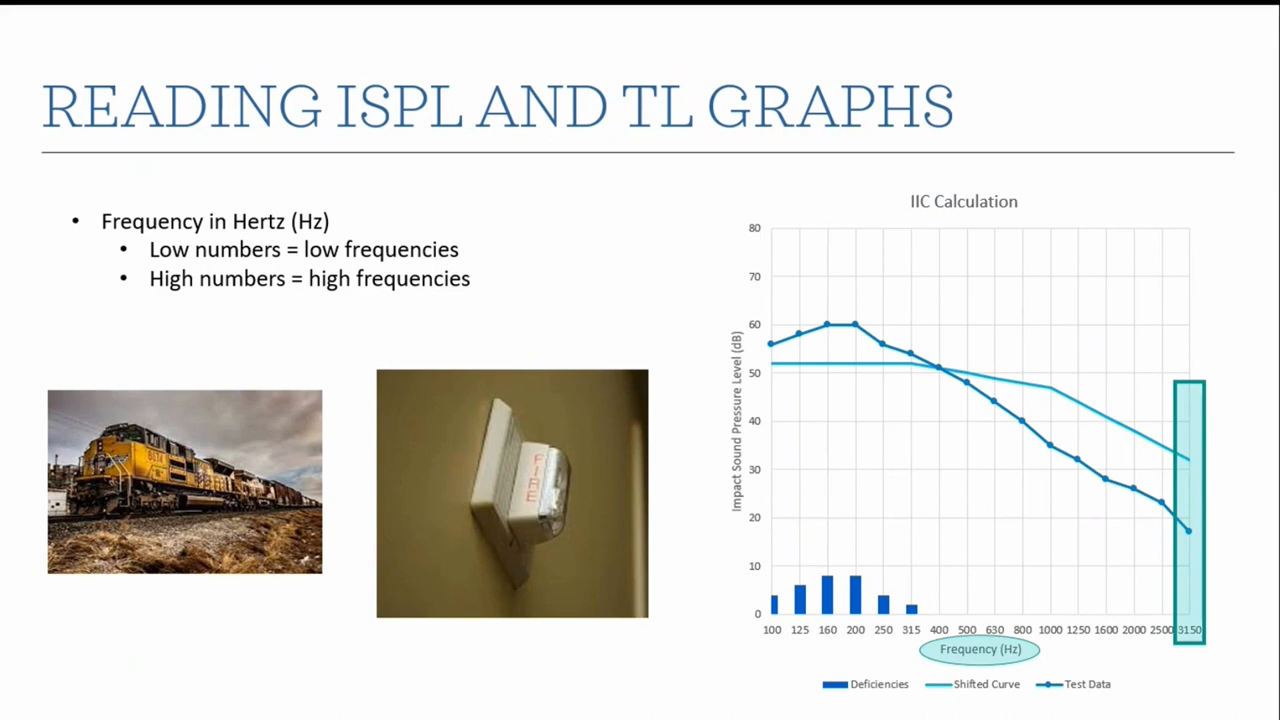 READING ISPL AND TL GRAPHS
• Frequency in Hertz (Hz)
• Low numbers = low frequencies
• High numbers = high frequencies
FIRE
IIC Calculation
Impact Sound Pressure Level (dB)
80
70
60
50
40
30
20
10
0
100 125 160 200 250 315 400 500 630 800 1000 1250 1600 2000 2500 3150
Frequency (Hz)
Deficiencies Shifted Curve Test Data